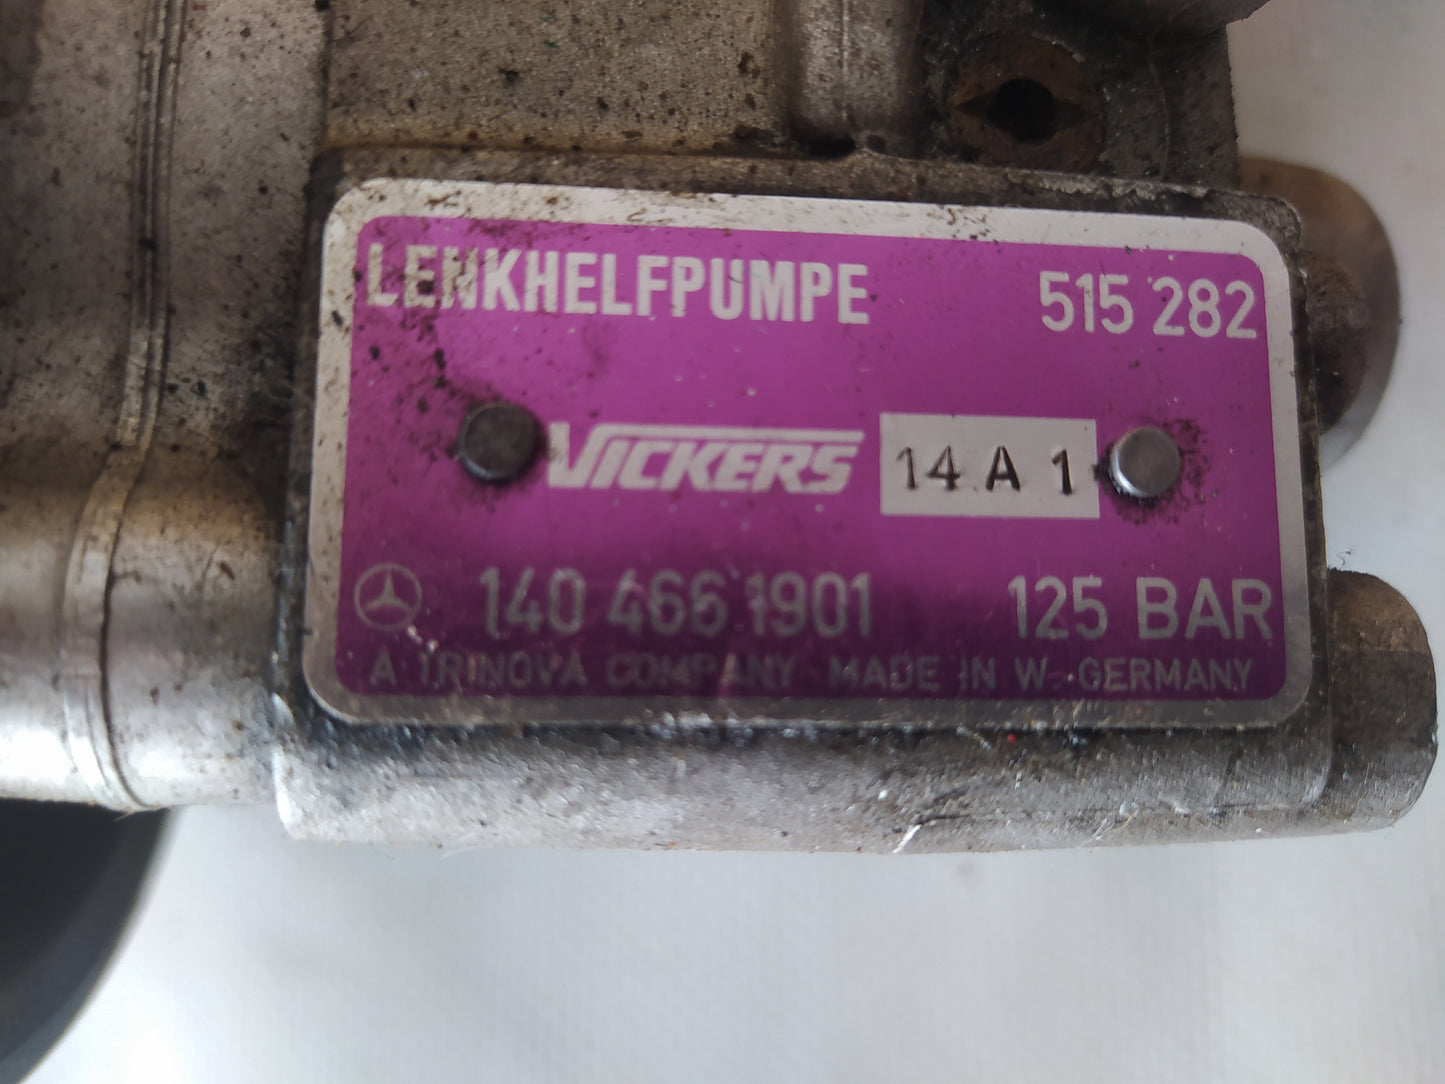 LENKHELFPUMPE 515 282
VICKERS 14 A 1
140 466 1901 125 BAR
A TRINOVA COMPANY MADE IN W.-GERMANY